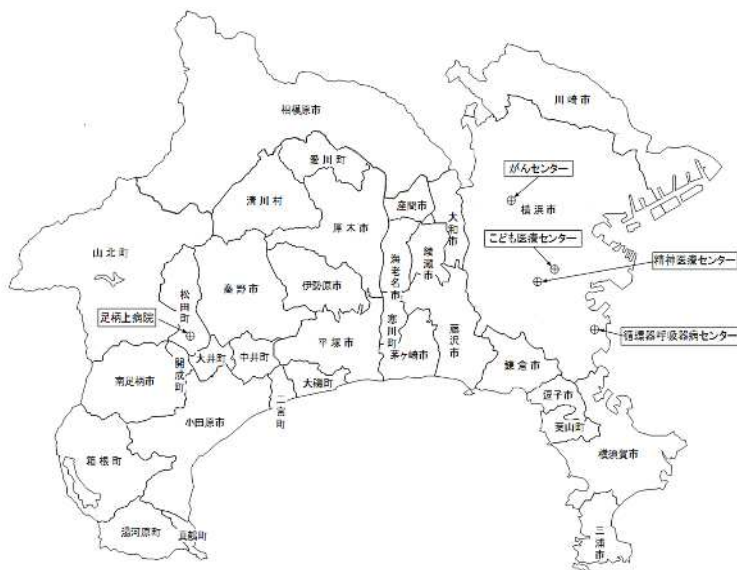 川崎市
相模原市
愛川町
がんセンター
清川村
座間市
横浜市
厚木市
大和市
綾瀬市
こども医療センター
山北町
海老名市
精神医療センター
伊勢原市
秦野市
松田町
足柄上病院
寒川町
循環器呼吸器病センター
平塚市
茅ヶ崎市
藤沢市
大井町
中井町
開成町
鎌倉市
南足柄市
大磯町
逗子市
二宮町
小田原市
葉山町
横須賀市
箱根町
湯河原町
真鶴町
三浦市